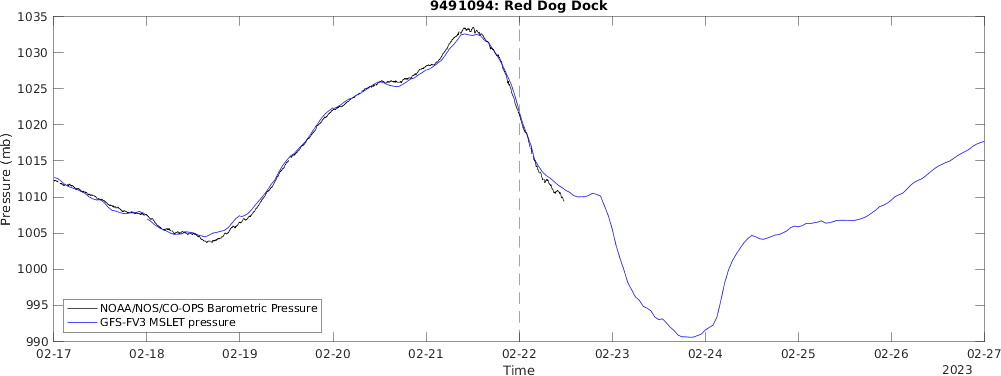 9491094: Red Dog Dock
Pressure (mb)
1035
1030
1025
1020
1015
1010
1005
1000
995
990
NOAA/NOS/CO-OPS Barometric Pressure
GFS-FV3 MSLET pressure
02-17 02-18 02-19 02-20 02-21 02-22 02-23 02-24 02-25 02-26 02-27
Time
2023